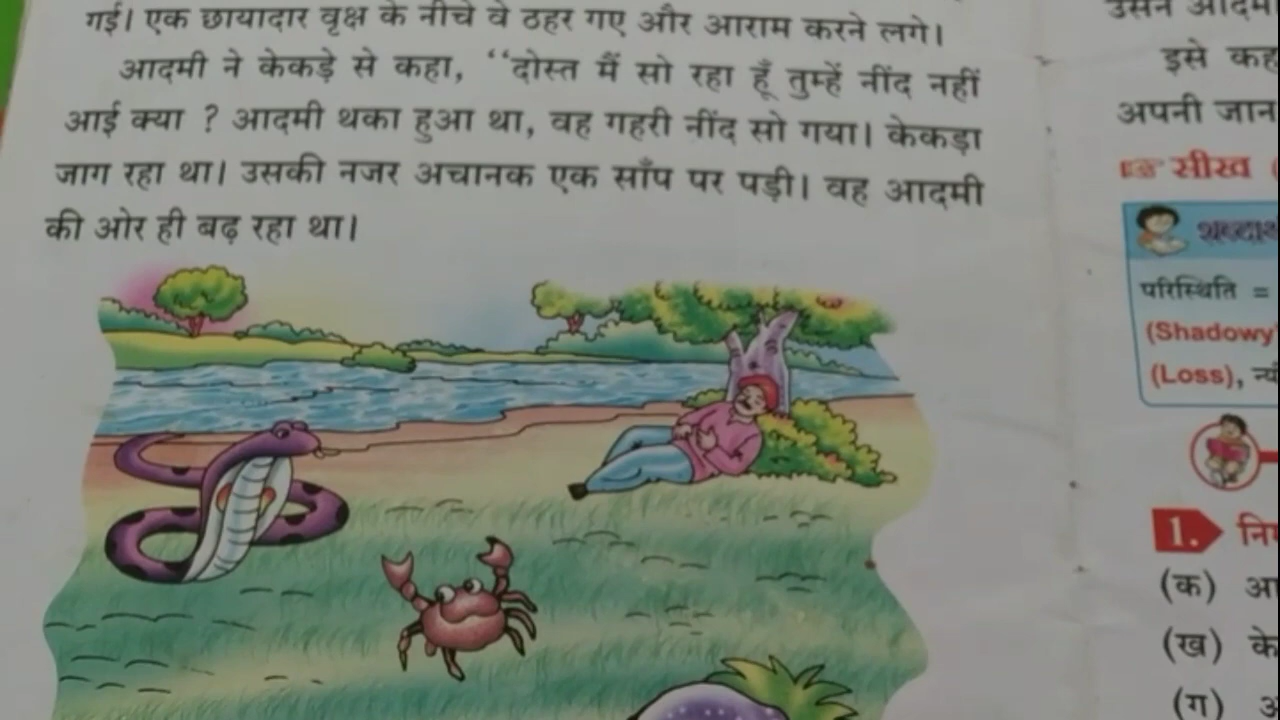 गई। एक छायादार वृक्ष के नीचे वे ठहर गए और आराम करने लगे।
आदमी ने केकड़े से कहा, “दोस्त मैं सो रहा हूँ तुम्हें नींद नहीं
आई क्या ? आदमी थका हुआ था, वह गहरी नींद सो गया। केकड़ा
जाग रहा था। उसकी नजर अचानक एक साँप पर पड़ी। वह आदमी
की ओर ही बढ़ रहा था।
इसे
अपनी जान
सीख
परिस्थिति =
(Shadowy
(Loss),
1.
(क)
(ख)
(ग)